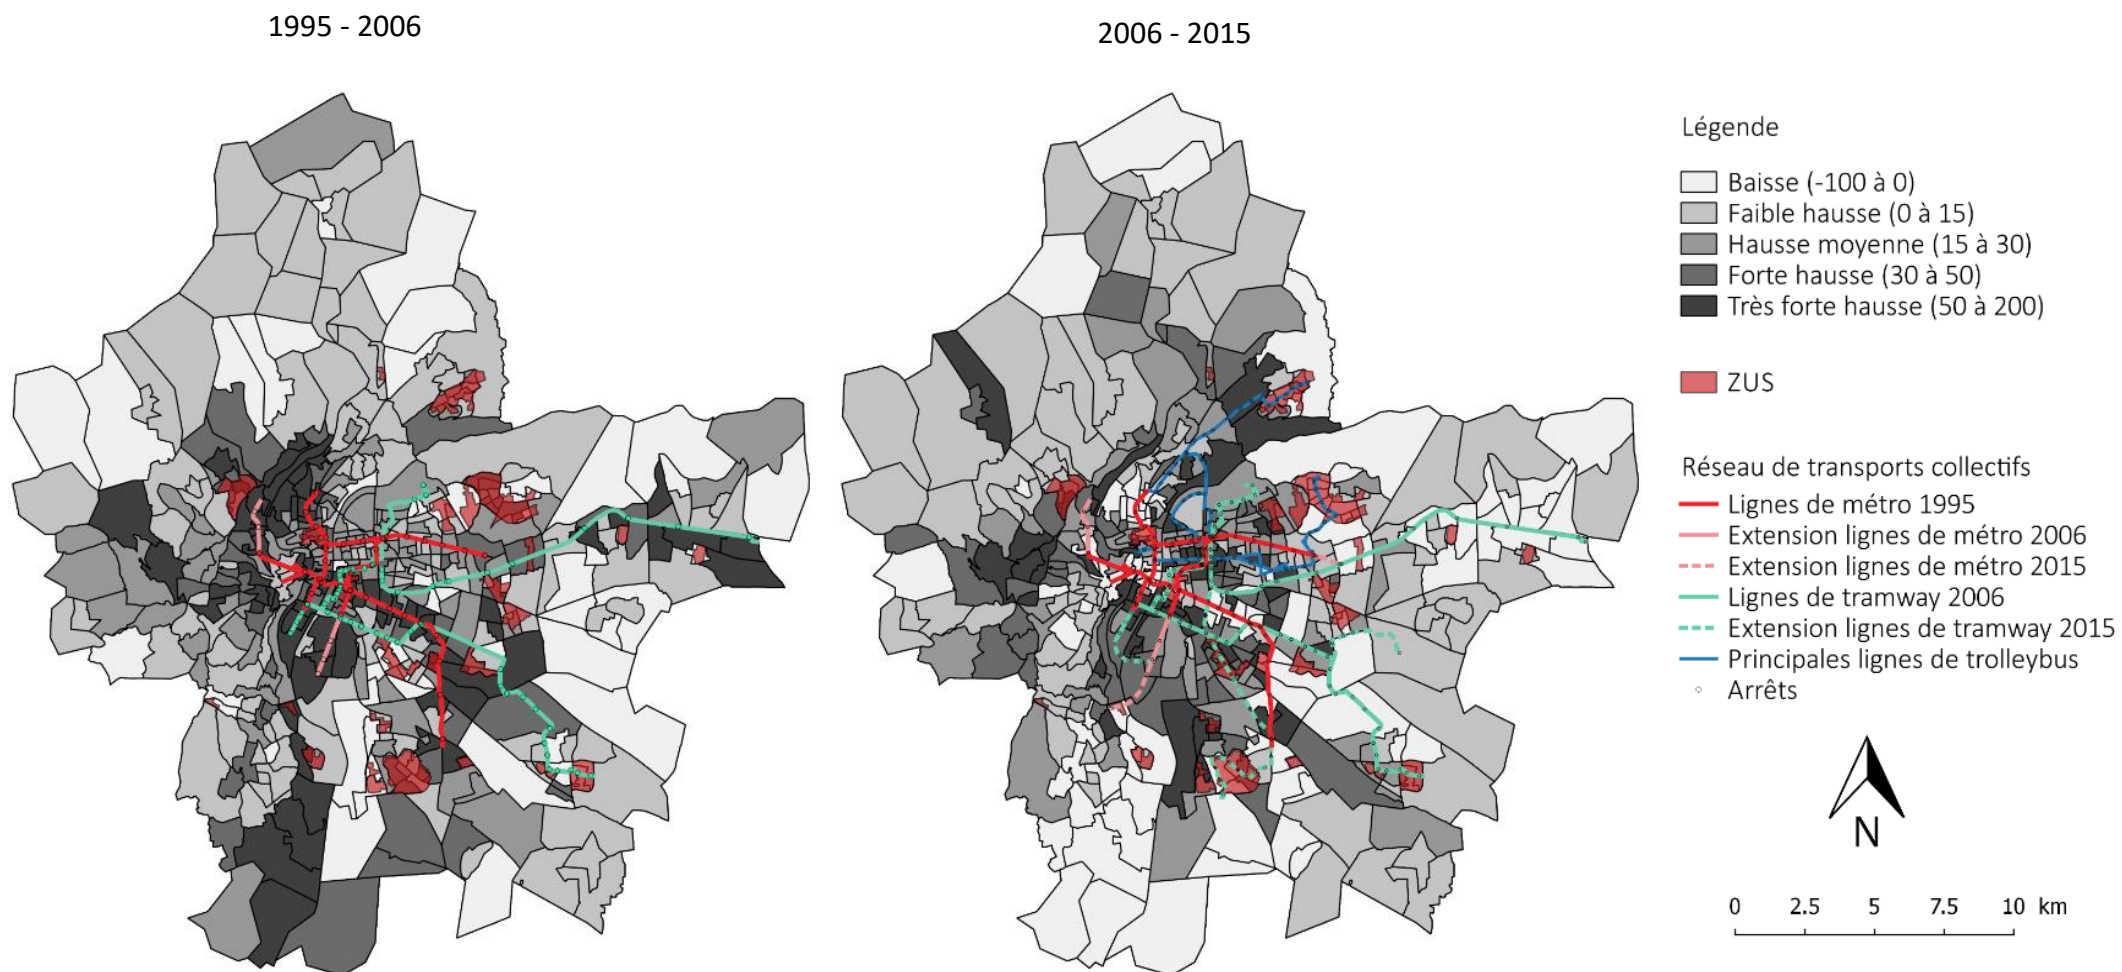 1995 - 2006
2006 - 2015
Légende
Baisse (-100 à 0)
Faible hausse (0 à 15)
Hausse moyenne (15 à 30)
Forte hausse (30 à 50)
Très forte hausse (50 à 200)
ZUS
Réseau de transports collectifs
Lignes de métro 1995
Extension lignes de métro 2006
Extension lignes de métro 2015
Lignes de tramway 2006
Extension lignes de tramway 2015
Principales lignes de trolleybus
Arrêts
N
0 2.5 5 7.5 10 km